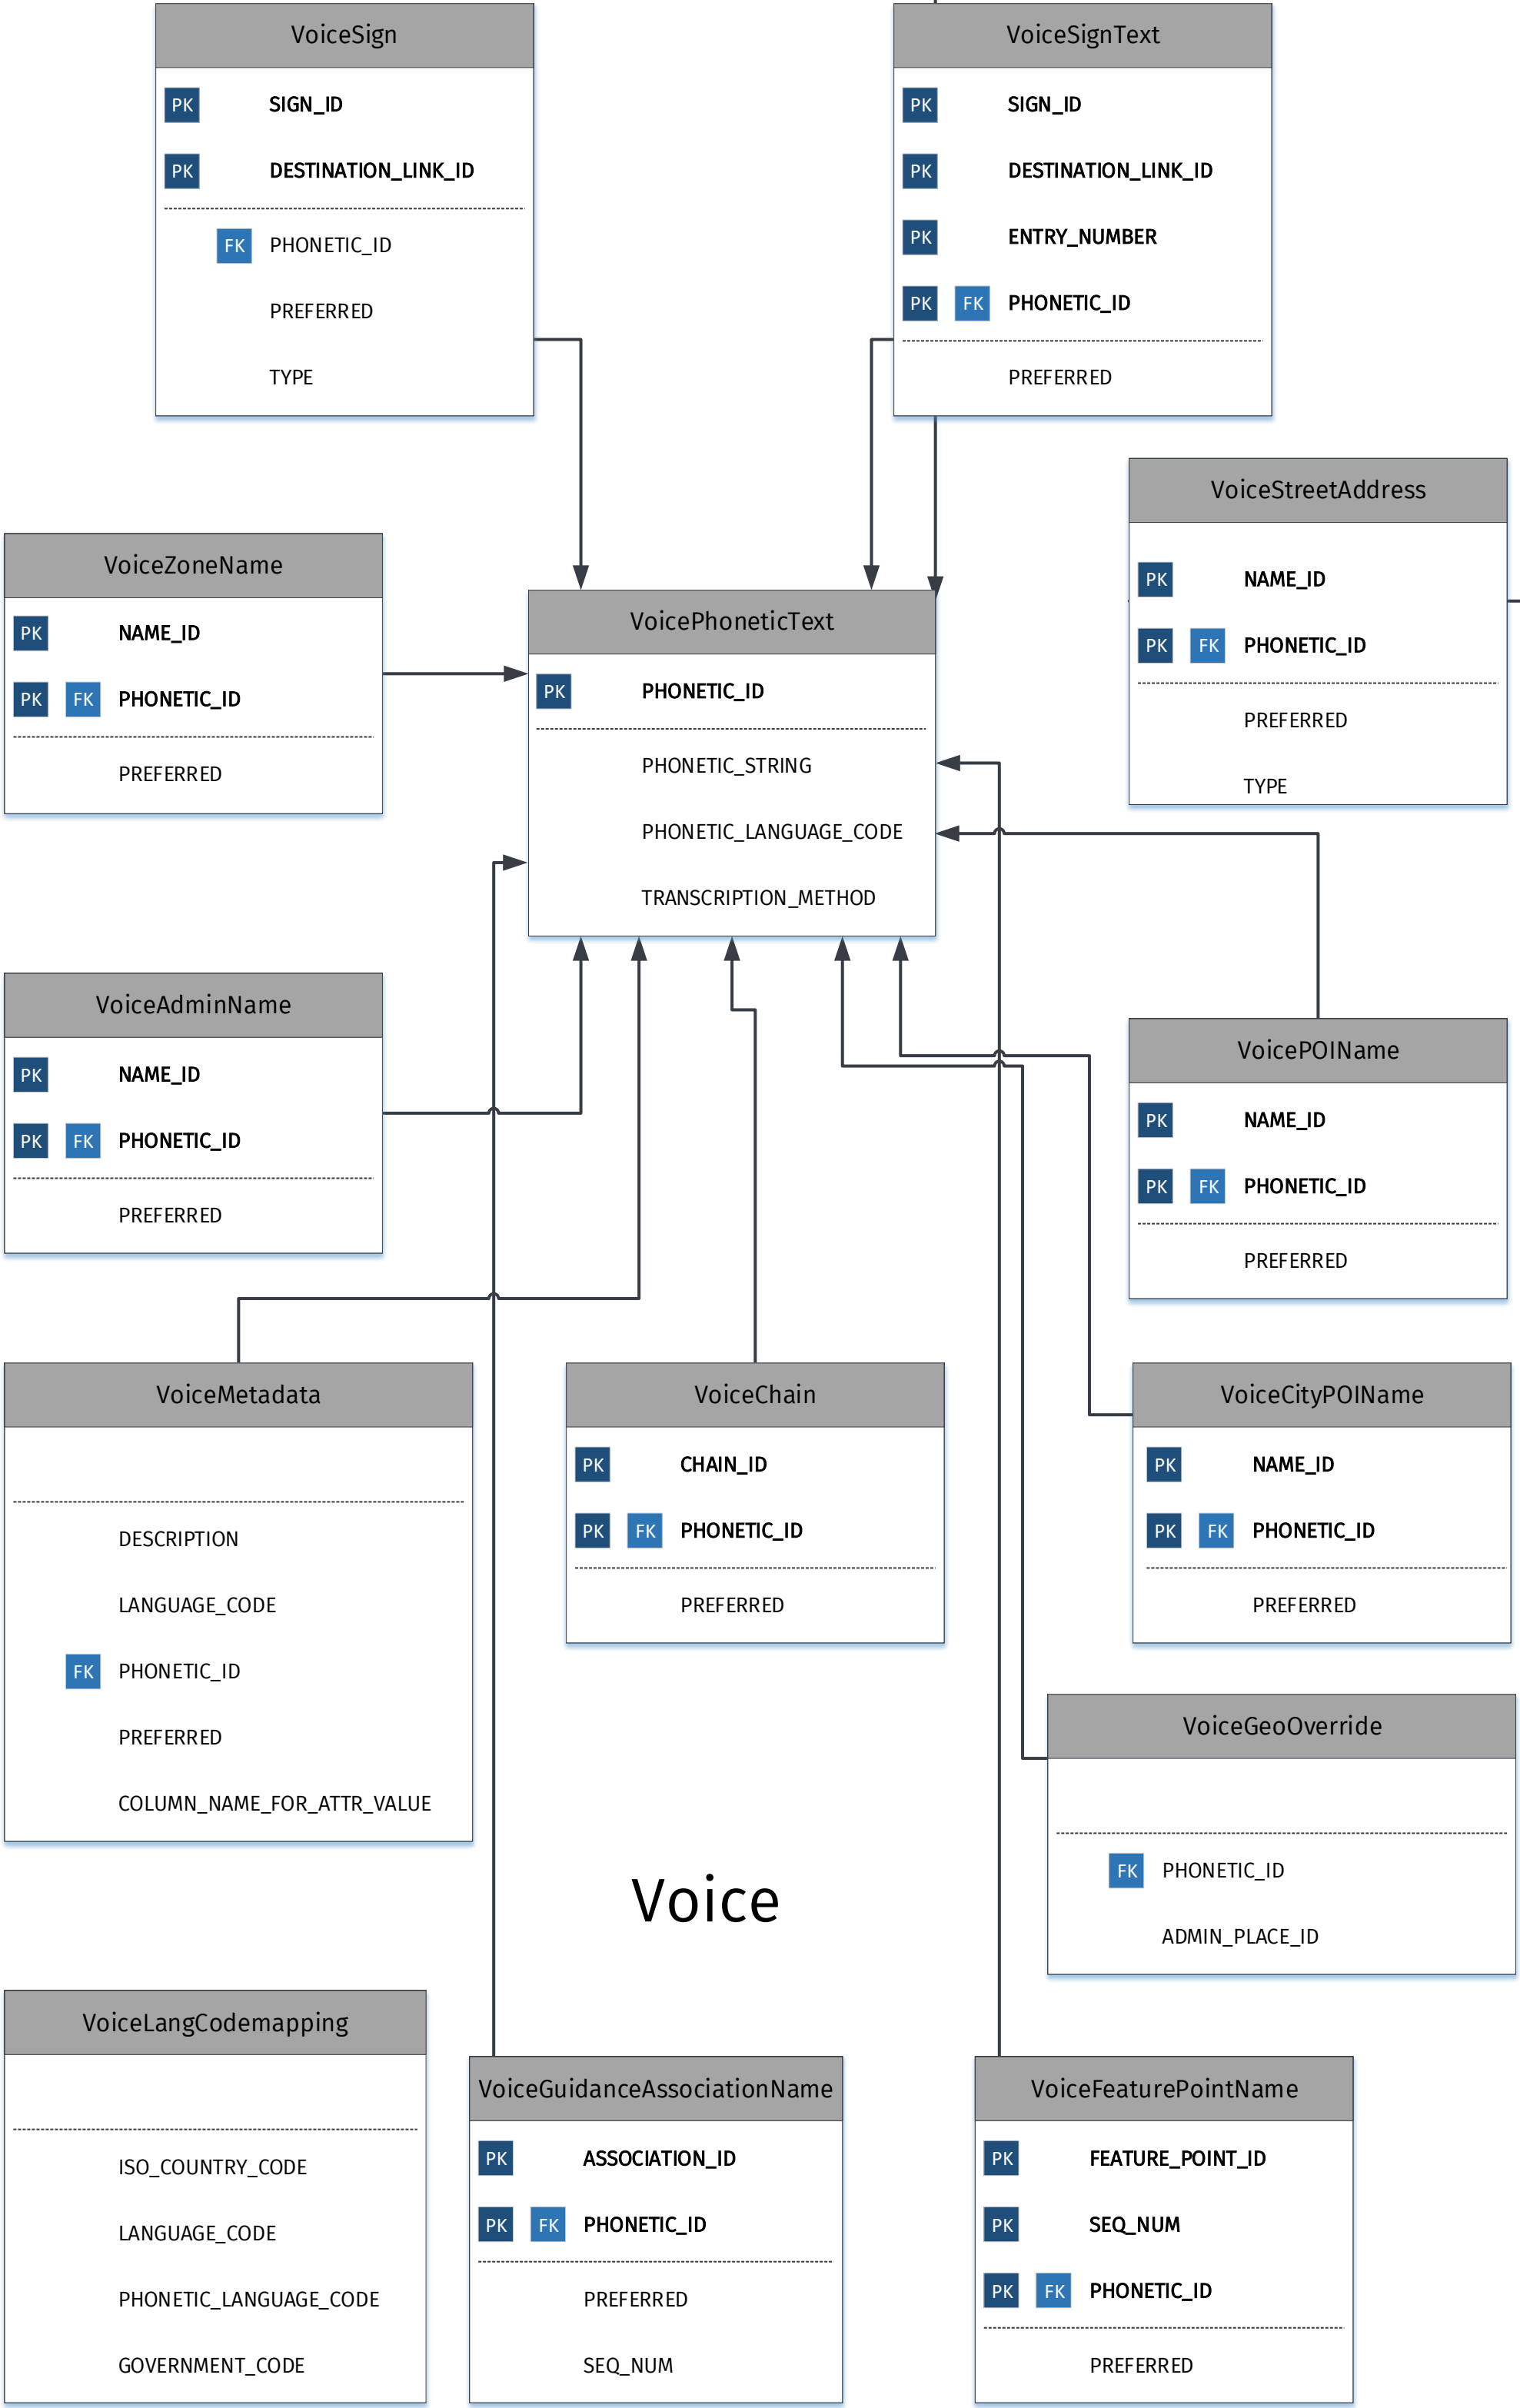 VoiceSign
PK SIGN_ID
PK DESTINATION_LINK_ID
FK PHONETIC_ID
PREFERRED
TYPE
VoiceSignText
PK SIGN_ID
PK DESTINATION_LINK_ID
PK ENTRY_NUMBER
PK FK PHONETIC_ID
PREFERRED
VoiceStreetAddress
PK NAME_ID
PK FK PHONETIC_ID
PREFERRED
TYPE
VoiceZoneName
PK NAME_ID
PK FK PHONETIC_ID
PREFERRED
VoicePhoneticText
PK PHONETIC_ID
PHONETIC_STRING
PHONETIC_LANGUAGE_CODE
TRANSCRIPTION_METHOD
VoiceAdminName
PK NAME_ID
PK FK PHONETIC_ID
PREFERRED
VoicePOIName
PK NAME_ID
PK FK PHONETIC_ID
PREFERRED
VoiceMetadata
DESCRIPTION
LANGUAGE_CODE
FK PHONETIC_ID
PREFERRED
COLUMN_NAME_FOR_ATTR_VALUE
VoiceChain
PK CHAIN_ID
PK FK PHONETIC_ID
PREFERRED
VoiceCityPOIName
PK NAME_ID
PK FK PHONETIC_ID
PREFERRED
VoiceGeoOverride
FK PHONETIC_ID
ADMIN_PLACE_ID
Voice
VoiceLangCodemapping
ISO_COUNTRY_CODE
LANGUAGE_CODE
PHONETIC_LANGUAGE_CODE
GOVERNMENT_CODE
VoiceGuidanceAssociationName
PK ASSOCIATION_ID
PK FK PHONETIC_ID
PREFERRED
SEQ_NUM
VoiceFeaturePointName
PK FEATURE_POINT_ID
PK SEQ_NUM
PK FK PHONETIC_ID
PREFERRED